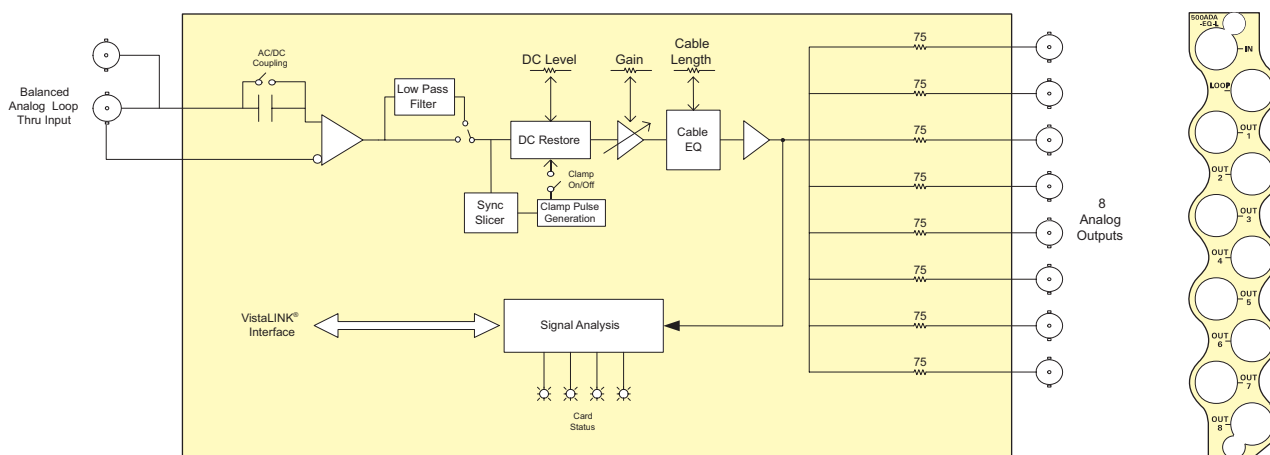 Balanced
Analog Loop
Thru Input
AC/DC
Coupling
Low Pass
Filter
DC Level
Gain
Cable
Length
DC Restore
Cable
EQ
Clamp
On/Off
Sync
Slicer
Clamp Pulse
Generation
VistaLINK®
Interface
Signal Analysis
Card
Status
75
75
75
75
75
75
75
75
8
Analog
Outputs
500ADA
-EQ-L
IN
LOOP
OUT
1
OUT
2
OUT
3
OUT
4
OUT
5
OUT
6
OUT
7
OUT
8